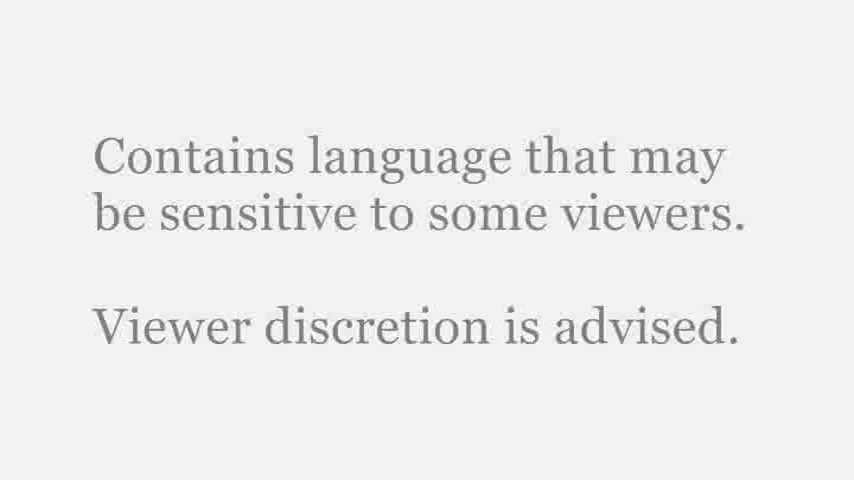 Contains language that may
be sensitive to some viewers.
Viewer discretion is advised.